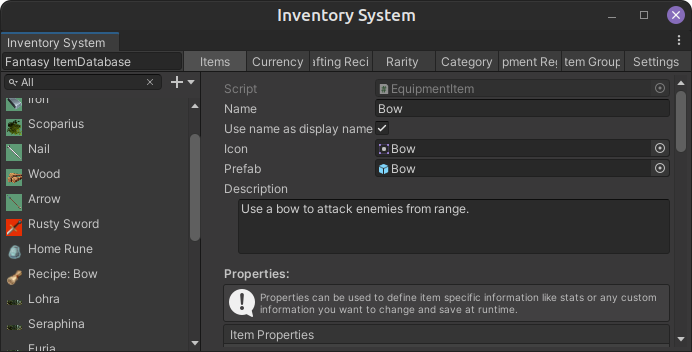 Inventory System
Inventory System
Fantasy ItemDatabase
Items
Currency
afting Reci
Rarity
Category
pment Reg
tem Group
Settings
All
Iron
Scoparius
Nail
Wood
Arrow
Rusty Sword
Home Rune
Recipe: Bow
Lohra
Seraphina
Furia
Script EquipmentItem
Name Bow
Use name as display name
Icon Bow
Prefab Bow
Description
Use a bow to attack enemies from range.
Properties:
Properties can be used to define item specific information like stats or any custom
information you want to change and save at runtime.
Item Properties